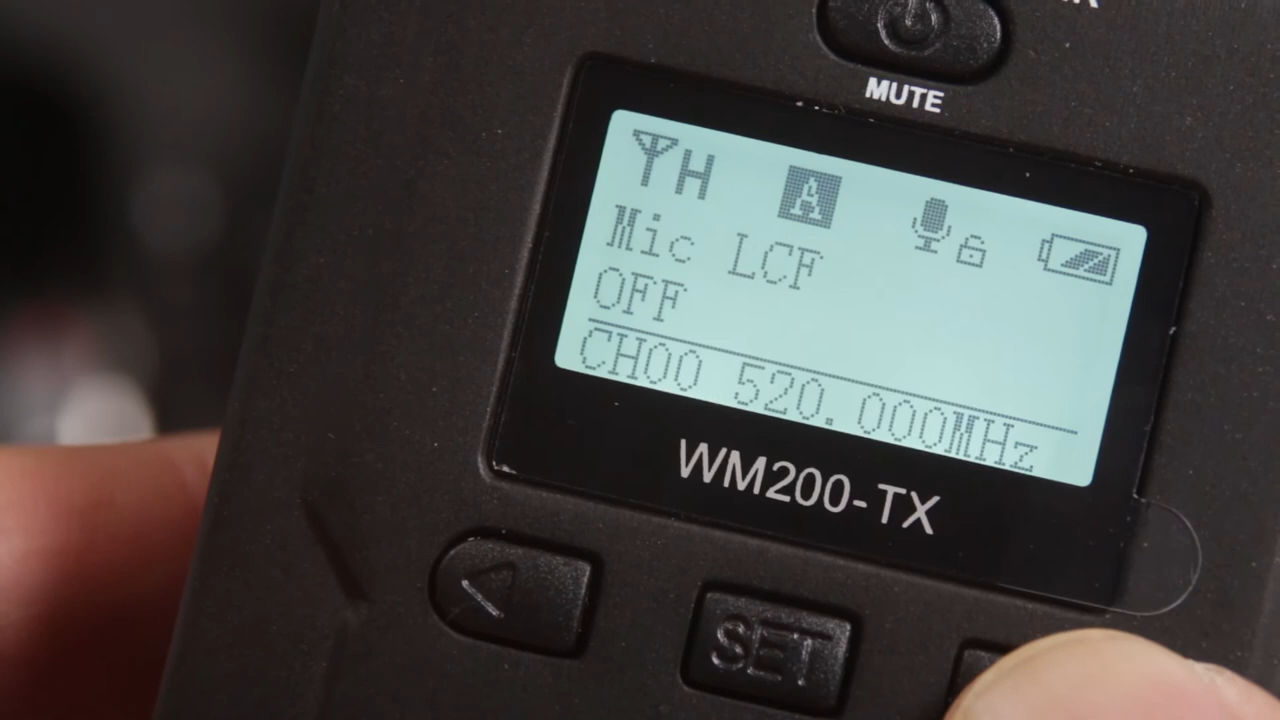 MUTE
H A
Mic LCF
OFF
CH00 520.000MHz
WM200-TX
<
SET